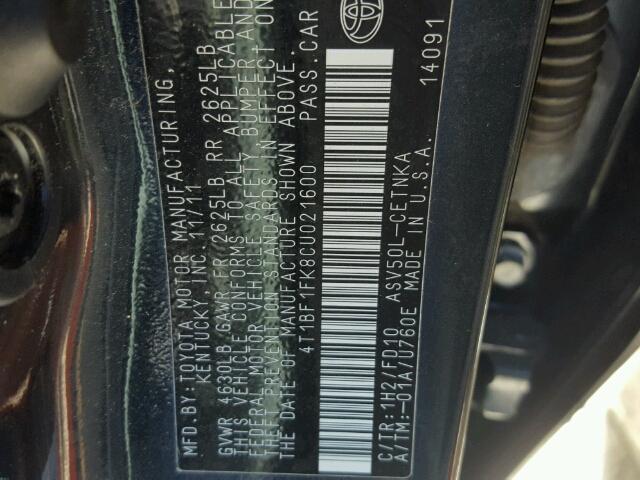 MFD. BY: TOYOTA MOTOR MANUFACTURING,
KENTUCKY, INC. 11/11
GVWR 4630LB GAWR FR/2625LB RR 2625LB
THIS VEHICLE CONFORMS TO ALL APPLICABLE
FEDERAL MOTOR VEHICLE SAFETY, BUMPER AND
THEFT PREVENTION STANDARDS IN EFFECT ON
THE DATE OF MANUFACTURE SHOWN ABOVE.
4T1BF1FK8CU021600 PASS. CAR
C/TR:1H2/FD10 ASV50L-CETNKA
A/TM:-01A/U760E MADE IN U.S.A. 14091